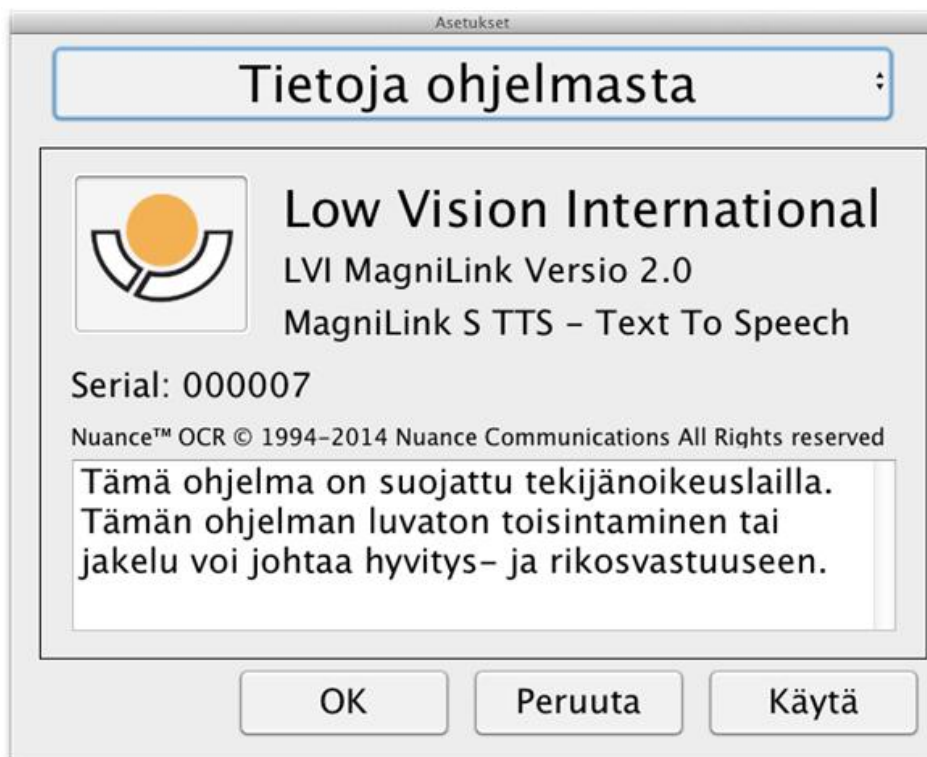 Asetukset
Tietoja ohjelmasta
Low Vision International
LVI MagniLink Versio 2.0
MagniLink S TTS – Text To Speech
Serial: 000007
Nuance™ OCR © 1994–2014 Nuance Communications All Rights reserved
Tämä ohjelma on suojattu tekijänoikeuslailla.
Tämän ohjelman luvaton toisintaminen tai
jakelu voi johtaa hyvitys– ja rikosvastuuseen.
OK Peruuta Käytä